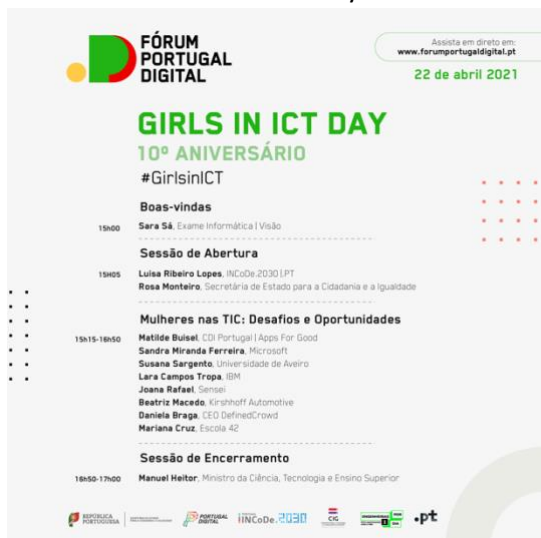 FÓRUM
PORTUGAL
DIGITAL
Assista em direto em:
www.forumportugaldigital.pt
22 de abril 2021
GIRLS IN ICT DAY
10º ANIVERSÁRIO
#GirlsinICT
Boas-vindas
15h00 Sara Sá, Exame Informática | Visão
Sessão de Abertura
15H05 Luísa Ribeiro Lopes, INCoDe.2030 | .PT
Rosa Monteiro, Secretária de Estado para a Cidadania e a Igualdade
Mulheres nas TIC: Desafios e Oportunidades
15h15-16h50 Matilde Buisel, CDI Portugal | Apps For Good
Sandra Miranda Ferreira, Microsoft
Susana Sargento, Universidade de Aveiro
Lara Campos Tropa, IBM
Joana Rafael, Sensei
Beatriz Macedo, Kirshhoff Automotive
Daniela Braga, CEO DefinedCrowd
Mariana Cruz, Escola 42
Sessão de Encerramento
16h50-17h00 Manuel Heitor, Ministro da Ciência, Tecnologia e Ensino Superior
REPÚBLICA
PORTUGUESA
PORTUGAL
DIGITAL
INCoDe.2030
CIG
.pt